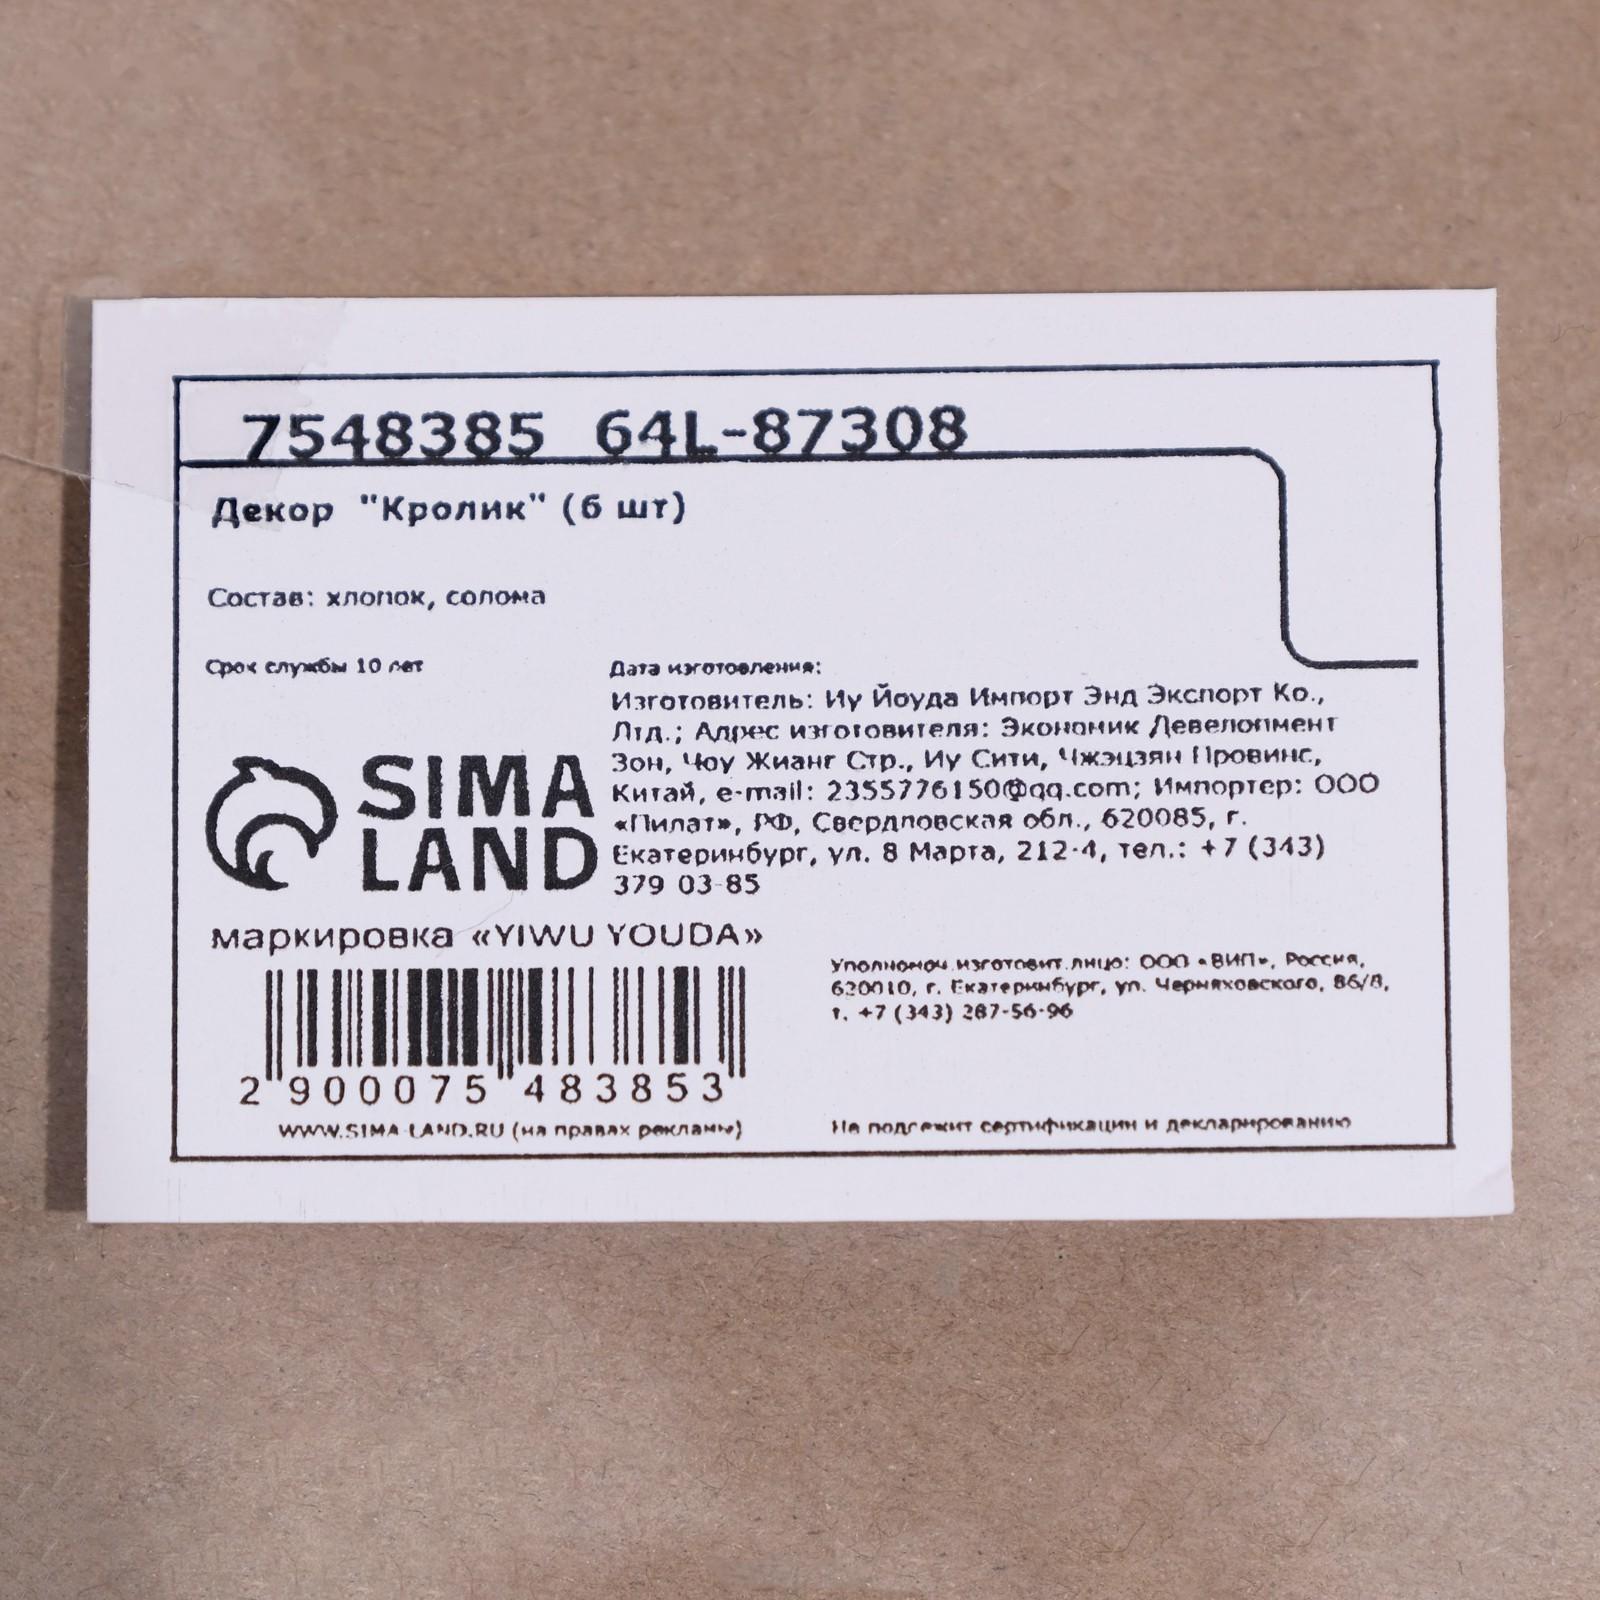 7548385 64L-87308
Декор "Кролик" (6 шт)
Состав: хлопок, солома
Срок службы 10 лет
Дата изготовления:
Изготовитель: Иу Йоуда Импорт Энд Экспорт Ко.,
Лтд.; Адрес изготовителя: Экономик Девелопмент
Зон, Чоу Жианг Стр., Иу Сити, Чжэцзян Провинс,
Китай, e-mail: 2355776150@qq.com; Импортер: ООО
«Пилат», РФ, Свердловская обл., 620085, г.
Екатеринбург, ул. 8 Марта, 212-4, тел.: +7 (343)
379 03-85
SIMA
LAND
маркировка «YIWU YOUDA»
2 900075 483853
WWW.SIMA-LAND.RU (на правах рекламы)
Уполномоч.изготовит.лицо: ООО «ВИП», Россия,
620010, г. Екатеринбург, ул. Черняховского, 86/8,
т. +7 (343) 287-56-96
Не подлежит сертификации и декларированию